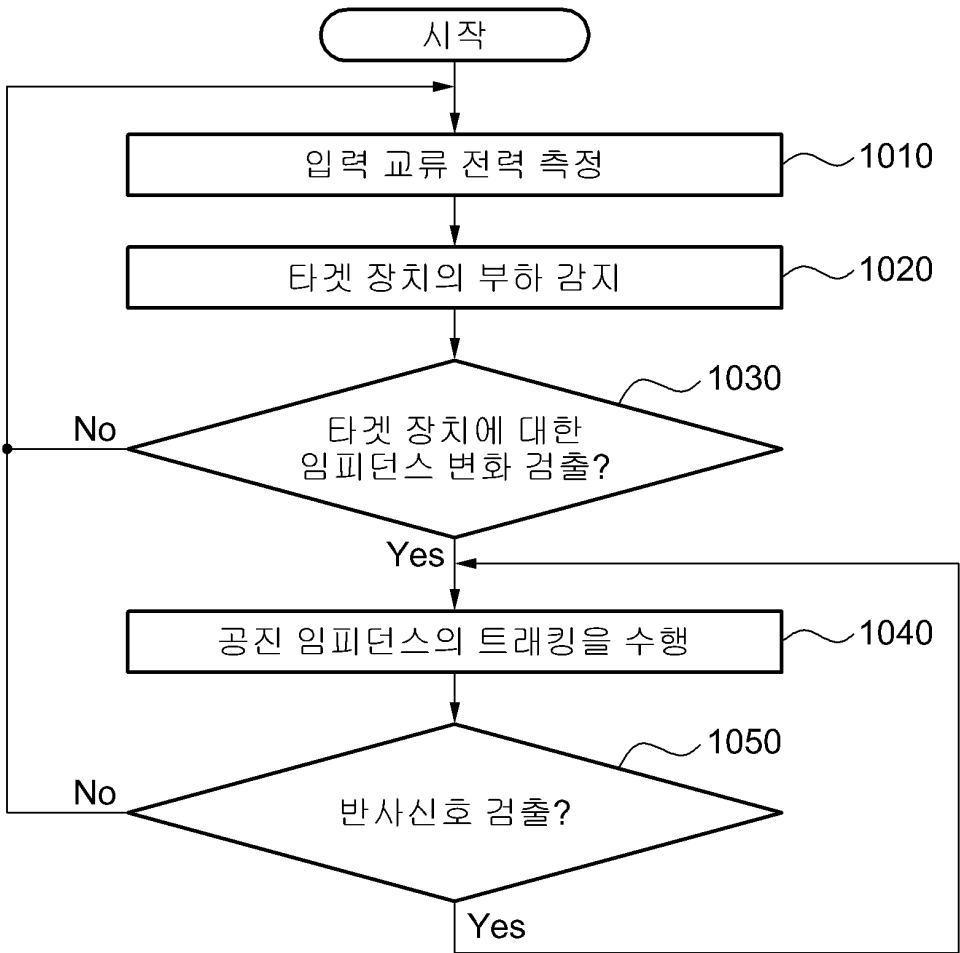 시작
입력 교류 전력 측정
1010
타겟 장치의 부하 감지
1020
1030
타겟 장치에 대한
임피던스 변화 검출?
No
Yes
공진 임피던스의 트래킹을 수행
1040
1050
반사신호 검출?
No
Yes